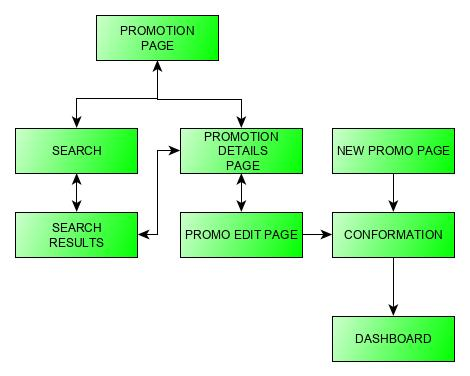 PROMOTION
PAGE
SEARCH
PROMOTION
DETAILS
PAGE
NEW PROMO PAGE
SEARCH
RESULTS
PROMO EDIT PAGE
CONFORMATION
DASHBOARD